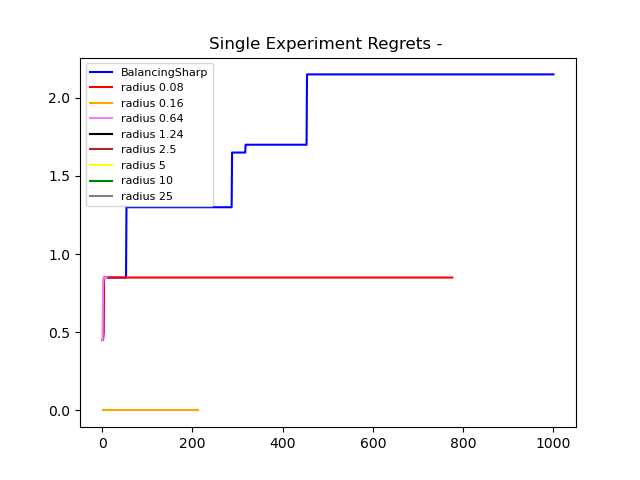 Single Experiment Regrets -
BalancingSharp
radius 0.08
radius 0.16
radius 0.64
radius 1.24
radius 2.5
radius 5
radius 10
radius 25
2.0
1.5
1.0
0.5
0.0
0 200 400 600 800 1000